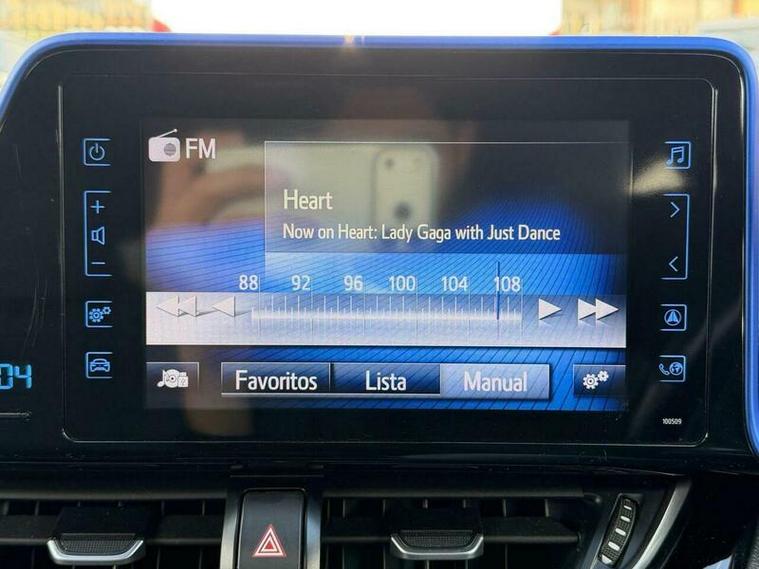 FM
Heart
Now on Heart: Lady Gaga with Just Dance
88 92 96 100 104 108
Favoritos Lista Manual
04
100509